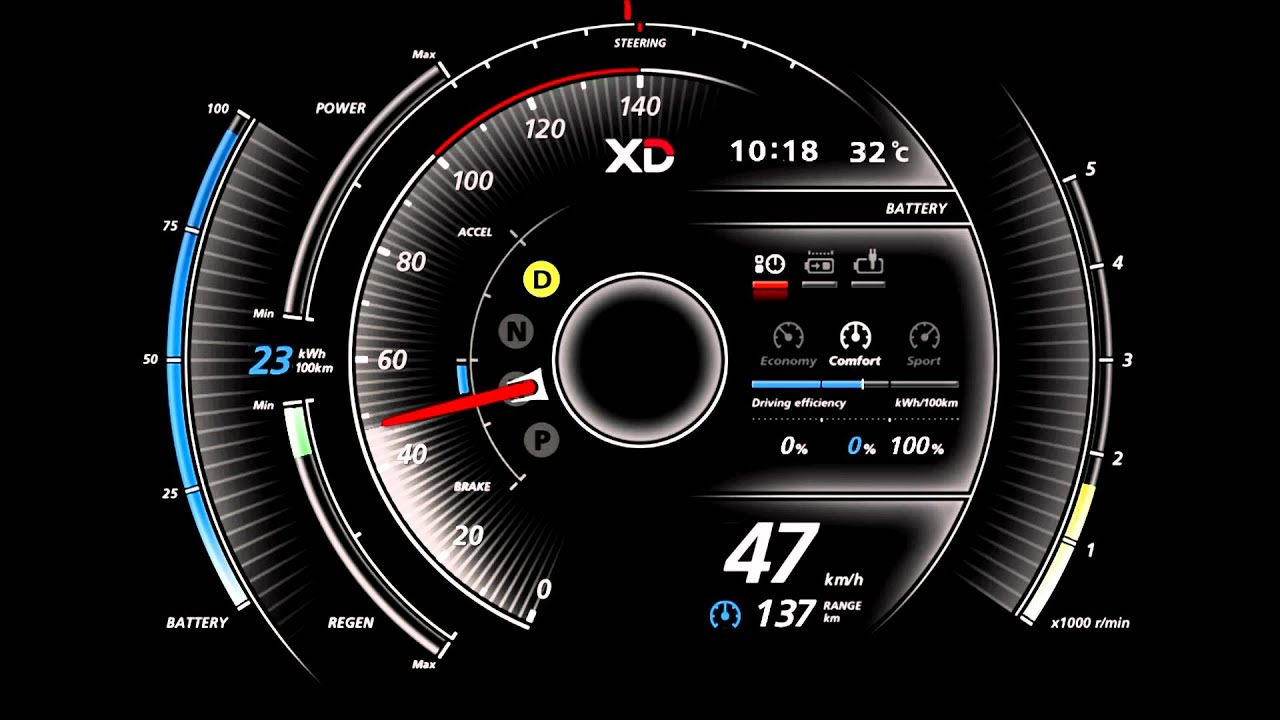 STEERING
Max
100
POWER
140
120
XD
10:18 32℃
100
5
75
BATTERY
ACCEL
80
4
D
Min
N
50
23 kWh
100km
60
Economy Comfort Sport
3
Min
Driving efficiency kWh/100km
40
0% 0% 100%
P
2
25
BRAKE
20
47 km/h
1
0
137 RANGE
km
BATTERY
REGEN
x1000 r/min
Max